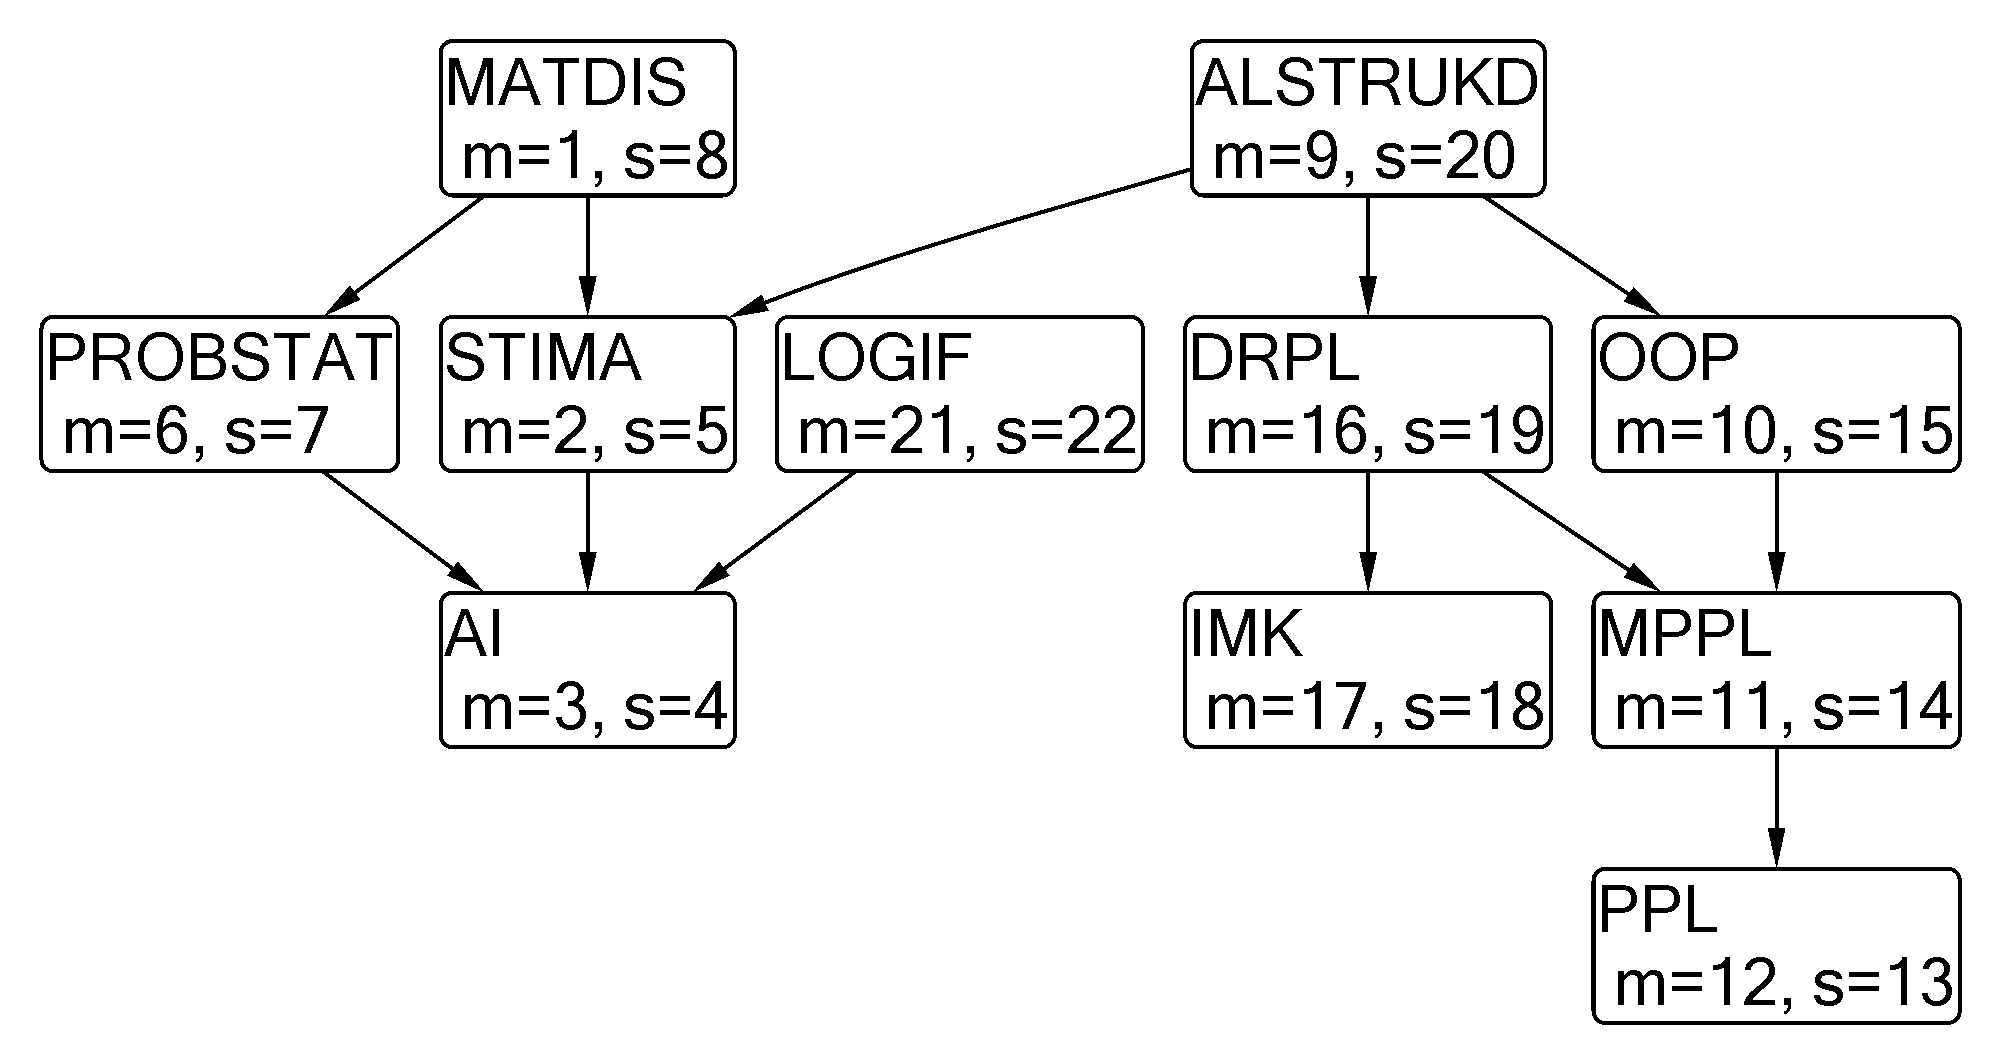 MATDIS
m=1, s=8
ALSTRUKD
m=9, s=20
PROBSTAT
m=6, s=7
STIMA
m=2, s=5
LOGIF
m=21, s=22
DRPL
m=16, s=19
OOP
m=10, s=15
AI
m=3, s=4
IMK
m=17, s=18
MPPL
m=11, s=14
PPL
m=12, s=13